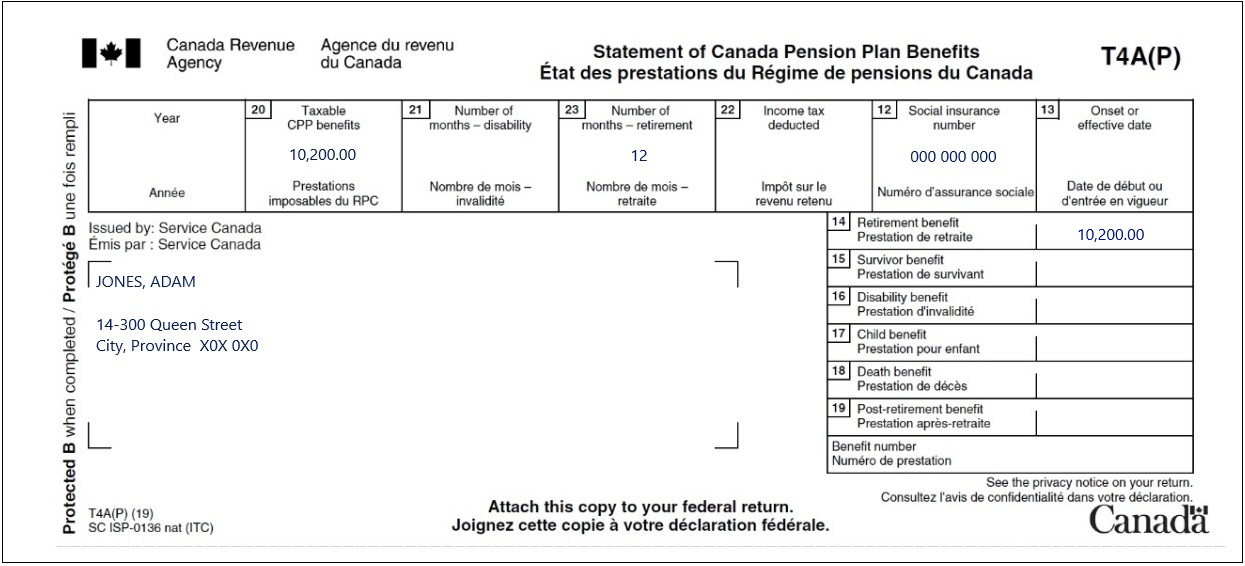 Canada Revenue Agency
Agence du revenu du Canada
Statement of Canada Pension Plan Benefits
État des prestations du Régime de pensions du Canada
T4A(P)
Protected B when completed / Protégé B une fois rempli
Year
Année
20 Taxable CPP benefits
10,200.00
Prestations imposables du RPC
21 Number of months – disability
Nombre de mois – invalidité
23 Number of months – retirement
12
Nombre de mois – retraite
22 Income tax deducted
Impôt sur le revenu retenu
12 Social insurance number
000 000 000
Numéro d'assurance sociale
13 Onset or effective date
Date de début ou d'entrée en vigueur
Issued by: Service Canada
Émis par : Service Canada
JONES, ADAM
14-300 Queen Street
City, Province X0X 0X0
14 Retirement benefit
Prestation de retraite
10,200.00
15 Survivor benefit
Prestation de survivant
16 Disability benefit
Prestation d'invalidité
17 Child benefit
Prestation pour enfant
18 Death benefit
Prestation de décès
19 Post-retirement benefit
Prestation après-retraite
Benefit number
Numéro de prestation
See the privacy notice on your return.
Consultez l'avis de confidentialité dans votre déclaration.
T4A(P) (19)
SC ISP-0136 nat (ITC)
Attach this copy to your federal return.
Joignez cette copie à votre déclaration fédérale.
Canada